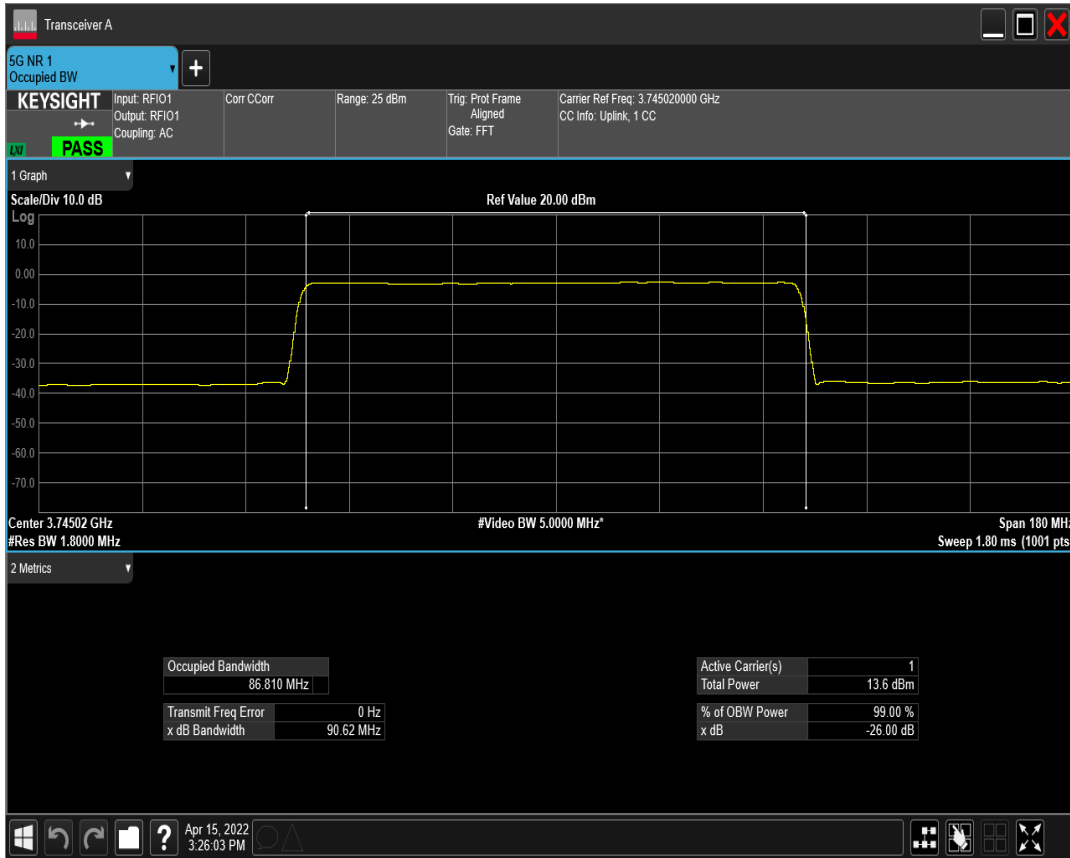 Transceiver A
5G NR 1
Occupied BW
KEYSIGHT
LXI
PASS
Input: RFIO1
Output: RFIO1
Coupling: AC
Corr CCorr
Range: 25 dBm
Trig: Prot Frame
Aligned
Gate: FFT
Carrier Ref Freq: 3.745020000 GHz
CC Info: Uplink, 1 CC
1 Graph
Scale/Div 10.0 dB
Ref Value 20.00 dBm
Log
10.0
0.00
-10.0
-20.0
-30.0
-40.0
-50.0
-60.0
-70.0
Center 3.74502 GHz
#Video BW 5.0000 MHz*
Span 180 MHz
#Res BW 1.8000 MHz
Sweep 1.80 ms (1001 pts
2 Metrics
Occupied Bandwidth
86.810 MHz
Transmit Freq Error 0 Hz
x dB Bandwidth 90.62 MHz
Active Carrier(s) 1
Total Power 13.6 dBm
% of OBW Power 99.00 %
x dB -26.00 dB
?
Apr 15, 2022
3:26:03 PM